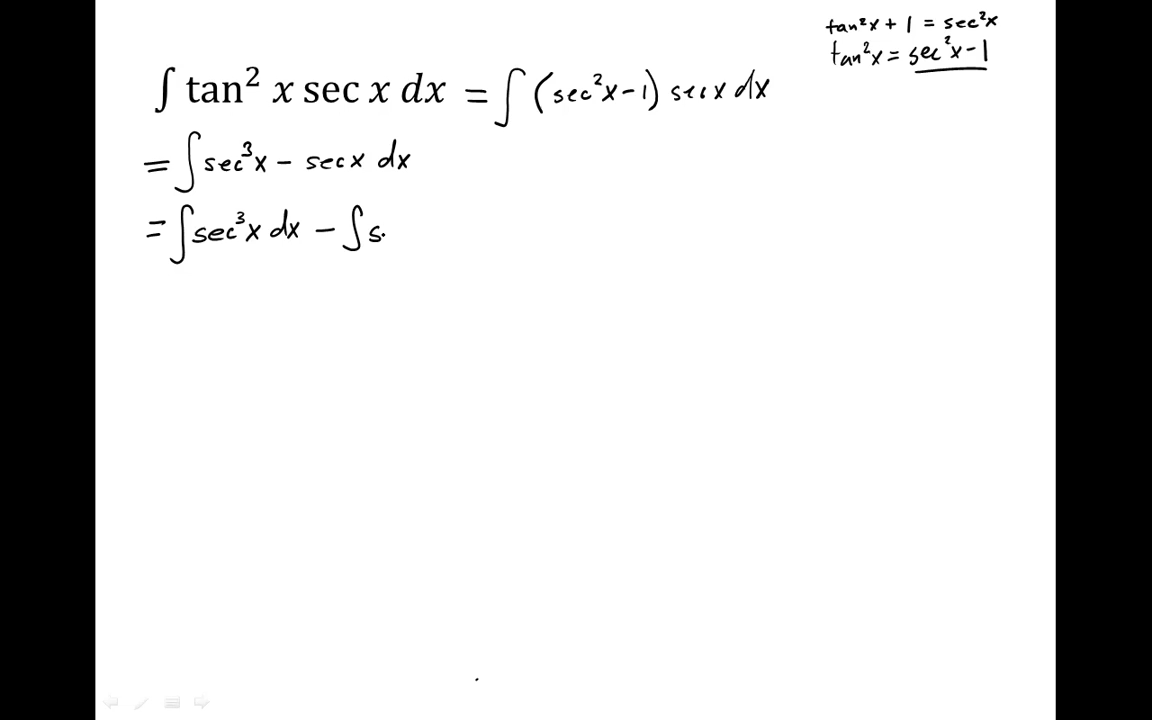 tan²x + 1 = sec²x
tan²x = sec²x - 1
∫ tan² x sec x dx = ∫ (sec²x - 1) sec x dx
= ∫ sec³x - sec x dx
= ∫ sec³x dx - ∫ s